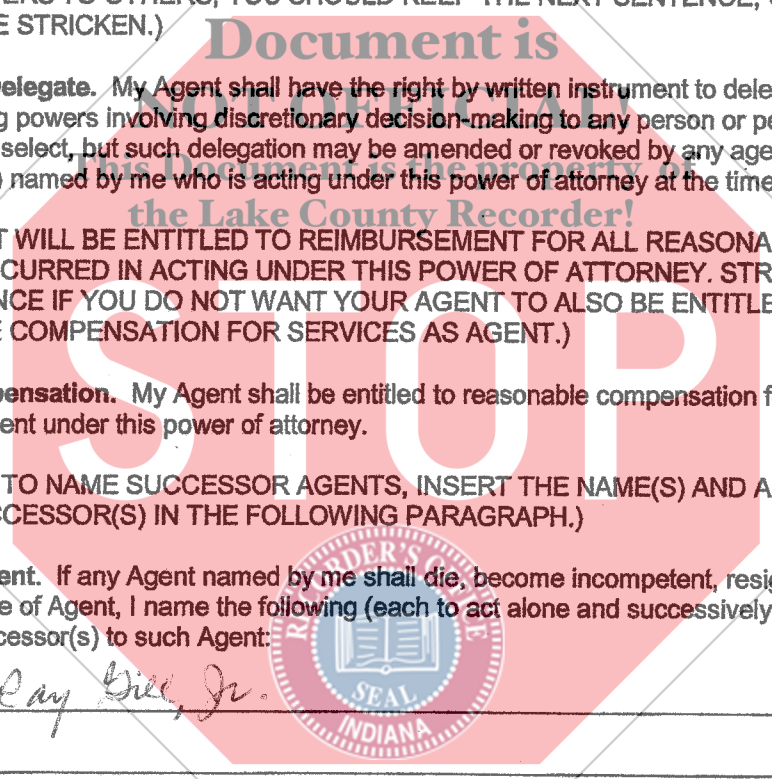 E STRICKEN.)
Document is
elegate. My Agent shall have the right by written instrument to dele
NOT OFFICIAL!
g powers involving discretionary decision-making to any person or pe
select, but such delegation may be amended or revoked by any age
This Document is the property of
) named by me who is acting under this power of attorney at the time
the Lake County Recorder!
T WILL BE ENTITLED TO REIMBURSEMENT FOR ALL REASONA
CURRED IN ACTING UNDER THIS POWER OF ATTORNEY. STR
NCE IF YOU DO NOT WANT YOUR AGENT TO ALSO BE ENTITLE
E COMPENSATION FOR SERVICES AS AGENT.)
STOP
pensation. My Agent shall be entitled to reasonable compensation f
ent under this power of attorney.
TO NAME SUCCESSOR AGENTS, INSERT THE NAME(S) AND A
CCESSOR(S) IN THE FOLLOWING PARAGRAPH.)
ent. If any Agent named by me shall die, become incompetent, resi
e of Agent, I name the following (each to act alone and successively
cessor(s) to such Agent:
RECORDER'S OFFICE
SEAL
INDIANA
Ray Gill, Jr.